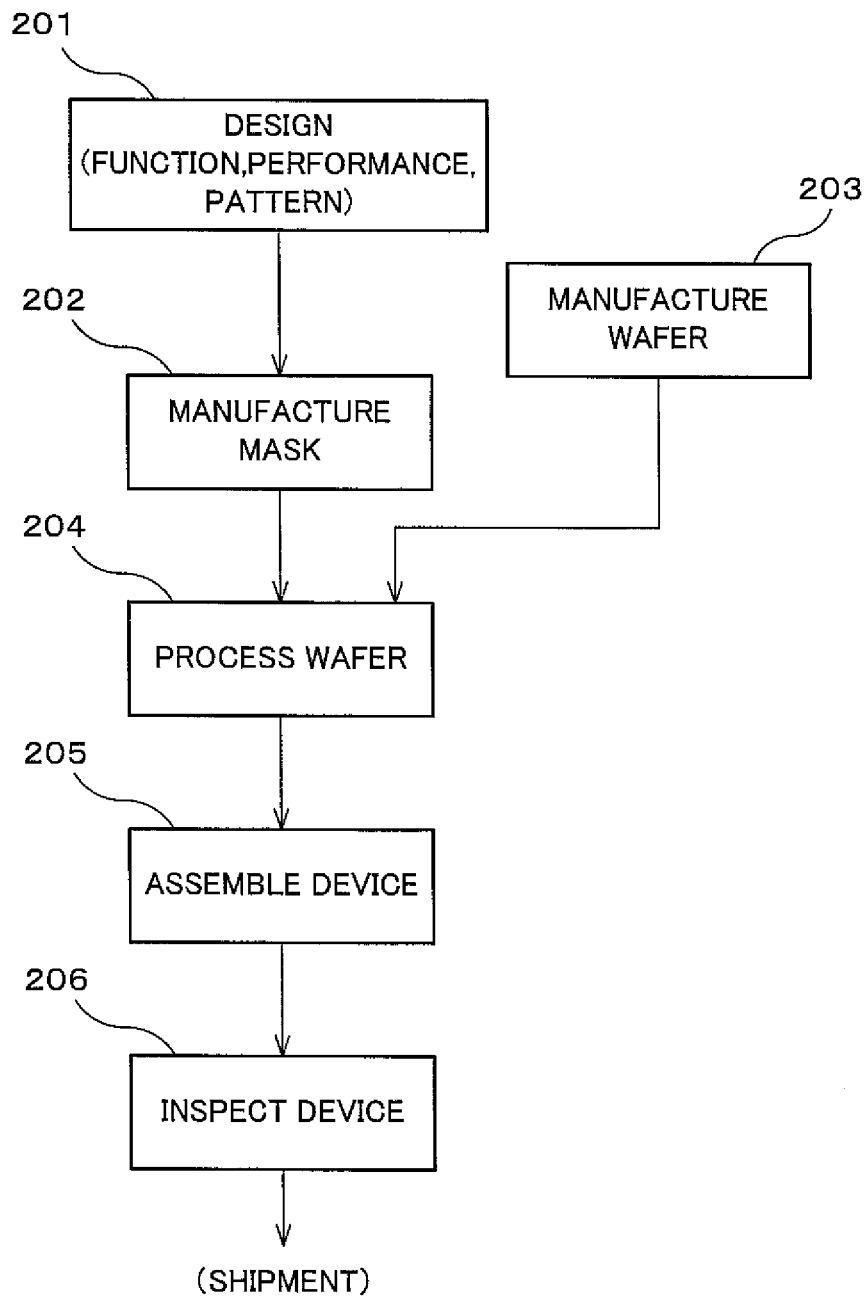 201
DESIGN
(FUNCTION,PERFORMANCE,
PATTERN)
203
MANUFACTURE
WAFER
202
MANUFACTURE
MASK
204
PROCESS WAFER
205
ASSEMBLE DEVICE
206
INSPECT DEVICE
(SHIPMENT)